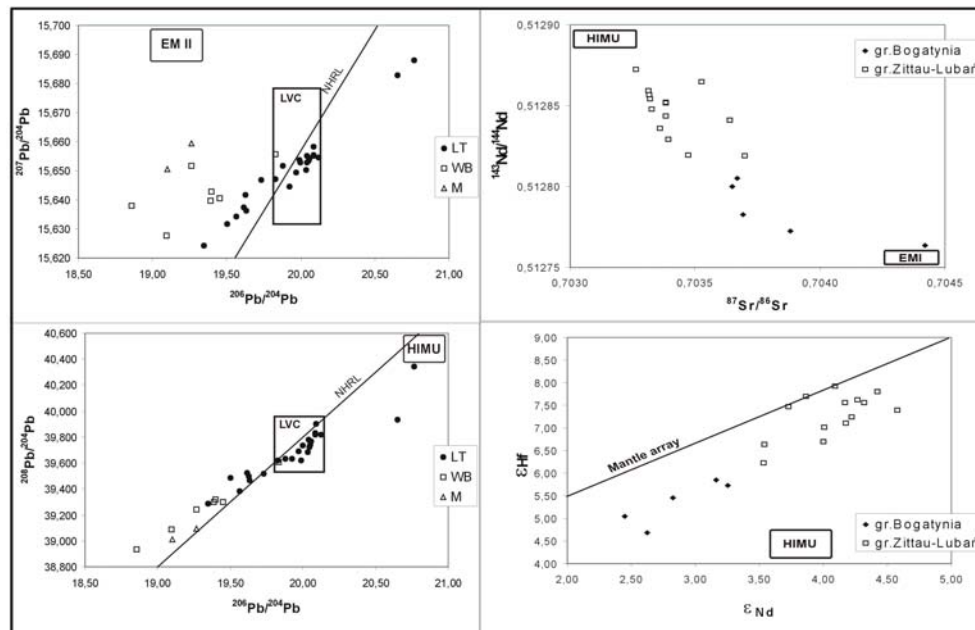 15,700
15,690
15,680
15,670
15,660
15,650
15,640
15,630
15,620
207Pb/204Pb
EM II
NHRL
LVC
LT
WB
M
18,50 19,00 19,50 20,00 20,50 21,00
206Pb/204Pb
0,51290
0,51285
0,51280
0,51275
143Nd/144Nd
HIMU
gr.Bogatynia
gr.Zittau-Lubań
EMI
0,7030 0,7035 0,7040 0,7045
87Sr/86Sr
40,600
40,400
40,200
40,000
39,800
39,600
39,400
39,200
39,000
38,800
208Pb/204Pb
HIMU
NHRL
LVC
LT
WB
M
18,50 19,00 19,50 20,00 20,50 21,00
206Pb/204Pb
9,00
8,50
8,00
7,50
7,00
6,50
6,00
5,50
5,00
4,50
4,00
εHf
Mantle array
gr.Bogatynia
gr.Zittau-Lubań
HIMU
2,00 2,50 3,00 3,50 4,00 4,50 5,00
εNd